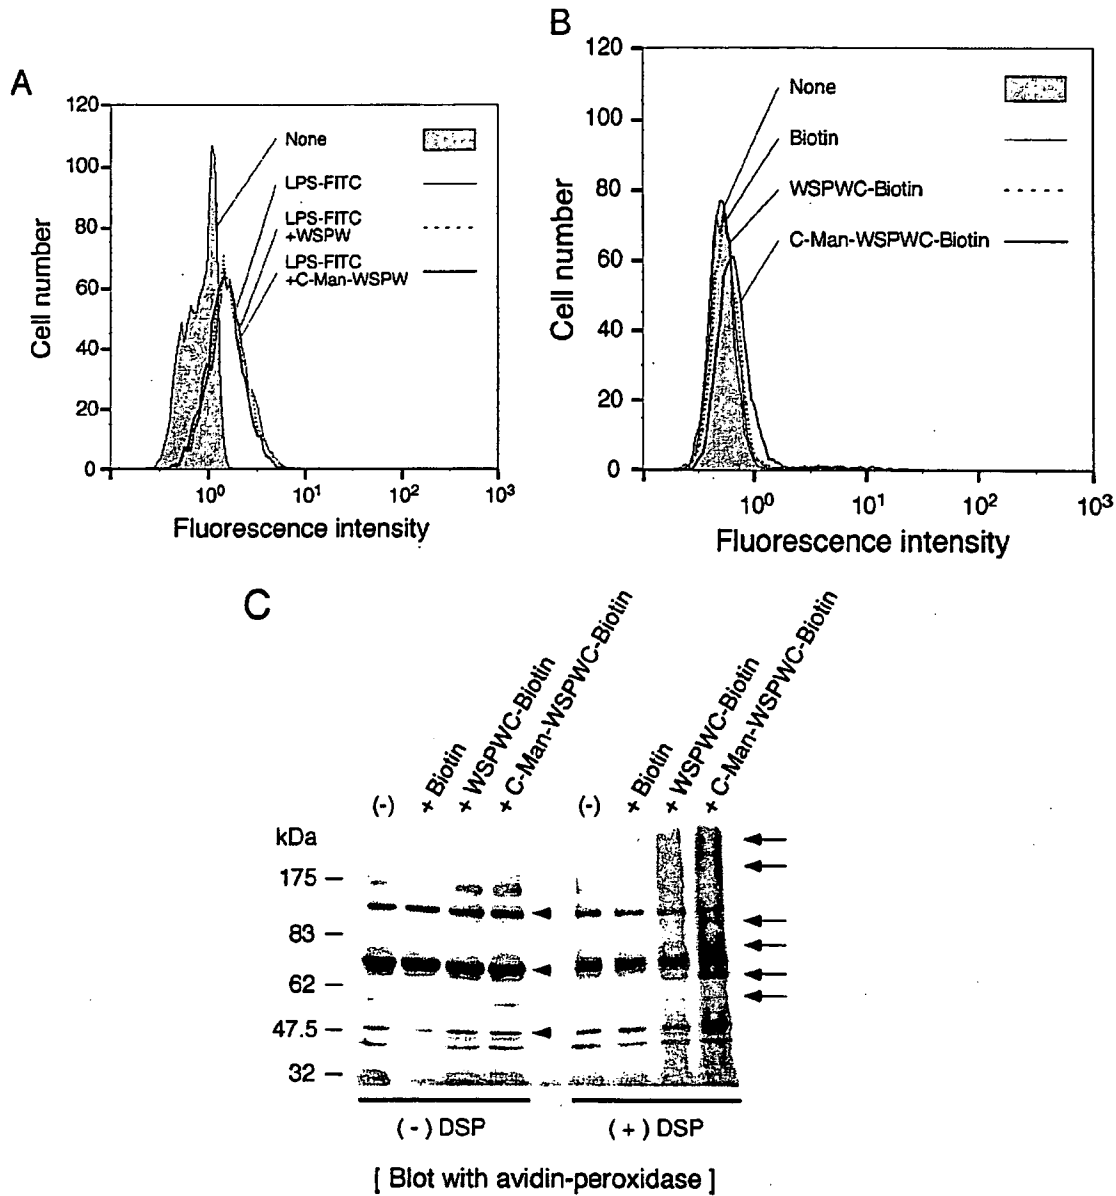 A
120
100
80
60
40
20
0
Cell number
None
LPS-FITC
LPS-FITC
+WSPW
LPS-FITC
+C-Man-WSPW
10⁰ 10¹ 10² 10³
Fluorescence intensity
B
120
100
80
60
40
20
0
Cell number
None
Biotin
WSPWC-Biotin
C-Man-WSPWC-Biotin
10⁰ 10¹ 10² 10³
Fluorescence intensity
C
(-)
+ Biotin
+ WSPWC-Biotin
+ C-Man-WSPWC-Biotin
(-)
+ Biotin
+ WSPWC-Biotin
+ C-Man-WSPWC-Biotin
kDa
175
83
62
47.5
32
( - ) DSP
( + ) DSP
[ Blot with avidin-peroxidase ]